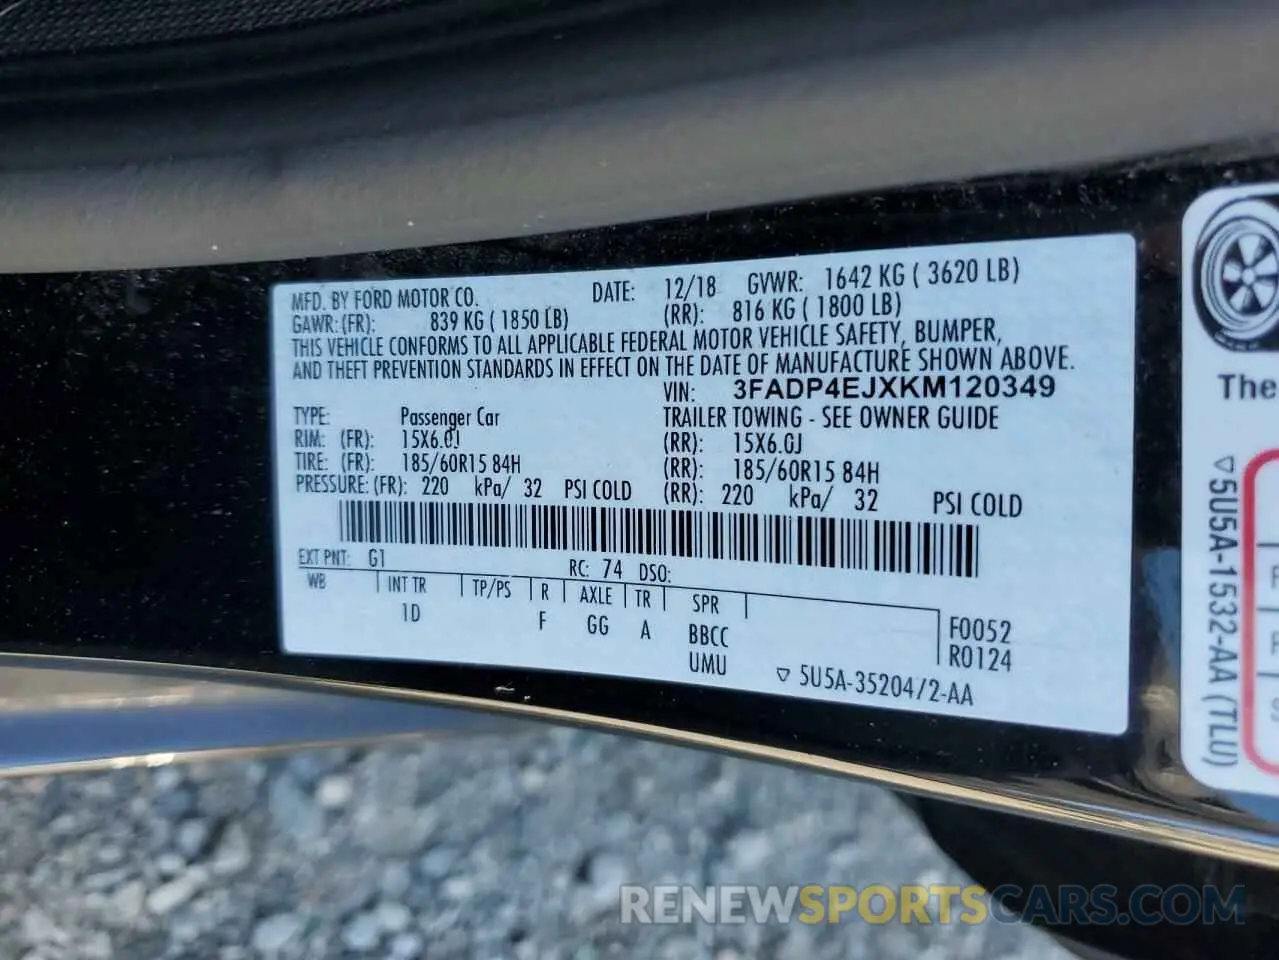 MFD. BY FORD MOTOR CO. DATE: 12/18 GVWR: 1642 KG ( 3620 LB)
GAWR: (FR): 839 KG ( 1850 LB) (RR): 816 KG ( 1800 LB)
THIS VEHICLE CONFORMS TO ALL APPLICABLE FEDERAL MOTOR VEHICLE SAFETY, BUMPER,
AND THEFT PREVENTION STANDARDS IN EFFECT ON THE DATE OF MANUFACTURE SHOWN ABOVE.
VIN: 3FADP4EJXKM120349
TYPE: Passenger Car TRAILER TOWING - SEE OWNER GUIDE
RIM: (FR): 15X6.0J (RR): 15X6.0J
TIRE: (FR): 185/60R15 84H (RR): 185/60R15 84H
PRESSURE: (FR): 220 kPa/ 32 PSI COLD (RR): 220 kPa/ 32 PSI COLD
EXT PNT: G1 RC: 74 DSO:
WB INT TR TP/PS R AXLE TR SPR
1D F GG A BBCC F0052
UMU R0124
▽ 5U5A-35204/2-AA
The
▽5U5A-1532-AA (TLU)
RENEWSPORTSCARS.COM